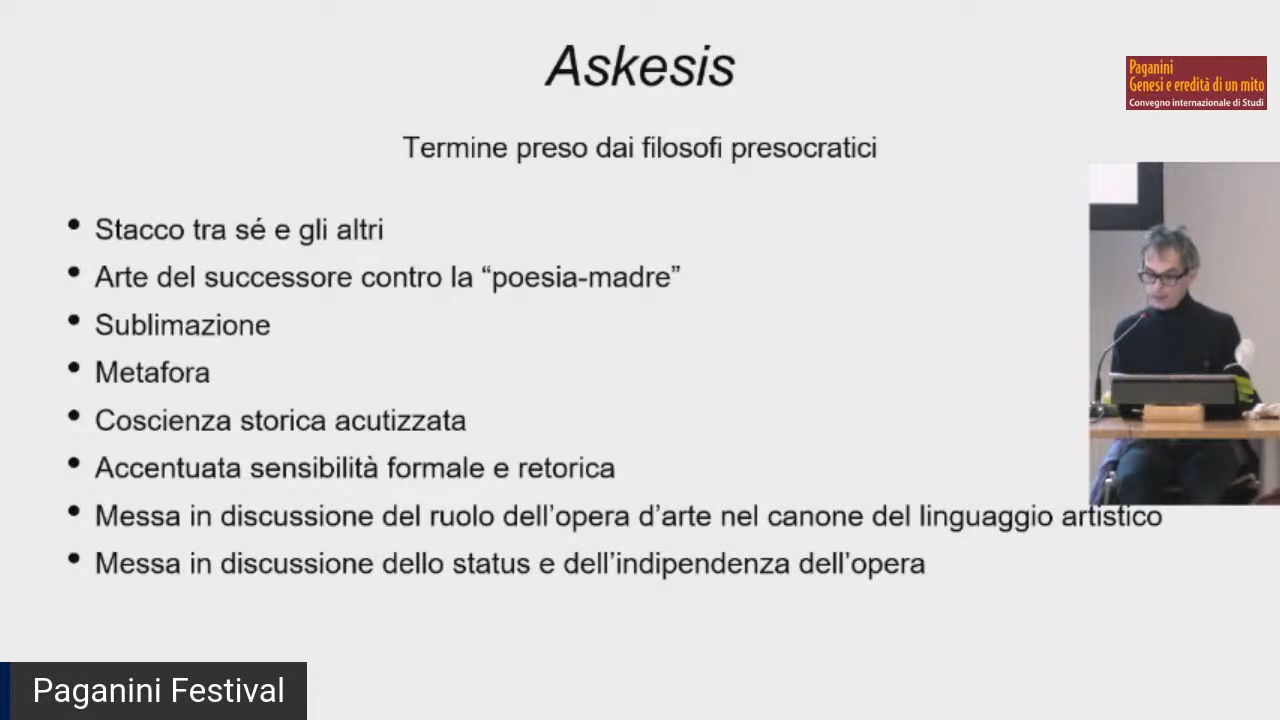 Askesis
Paganini
Genesi e eredità di un mito
Convegno internazionale di Studi
Termine preso dai filosofi presocratici
• Stacco tra sé e gli altri
• Arte del successore contro la “poesia-madre”
• Sublimazione
• Metafora
• Coscienza storica acutizzata
• Accentuata sensibilità formale e retorica
• Messa in discussione del ruolo dell’opera d’arte nel canone del linguaggio artistico
• Messa in discussione dello status e dell’indipendenza dell’opera
Paganini Festival